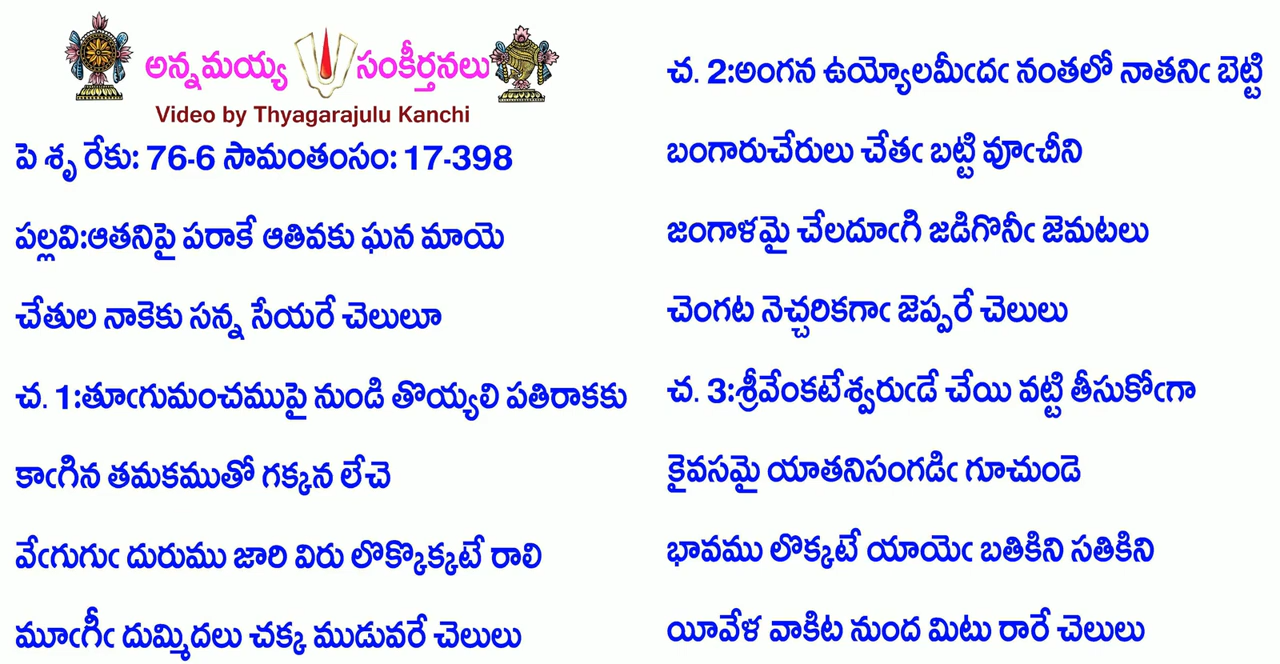 అన్నమయ్య సంకీర్తనలు
Video by Thyagarajulu Kanchi
పె శృ రేకు: 76-6 సామంతంసం: 17-398
పల్లవి:ఆతనిపై పరాకే ఆతివకు ఘన మాయె
చేతుల నాకెకు సన్న సేయరే చెలులూ
చ. 1:తూఁగుమంచముపై నుండి తొయ్యలి పతిరాకకు
కాఁగిన తమకముతో గక్కన లేచె
వేఁగుగుఁ దురుము జారి విరు లొక్కొక్కటే రాలి
మూఁగీఁ దుమ్మిదలు చక్క ముడువరే చెలులు
చ. 2:అంగన ఉయ్యోలమీఁదఁ నంతలో నాతనిఁ బెట్టి
బంగారుచేరులు చేతఁ బట్టి వూఁచీని
జంగాళమై చేలదూఁగి జడిగొనీఁ జెమటలు
చెంగట నెచ్చరికగాఁ జెప్పరే చెలులు
చ. 3:శ్రీవేంకటేశ్వరుఁడే చేయి వట్టి తీసుకోఁగా
కైవసమై యాతనిసంగడిఁ గూచుండె
భావము లొక్కటే యాయెఁ బతికిని సతికిని
యీవేళ వాకిట నుంద మిటు రారే చెలులు